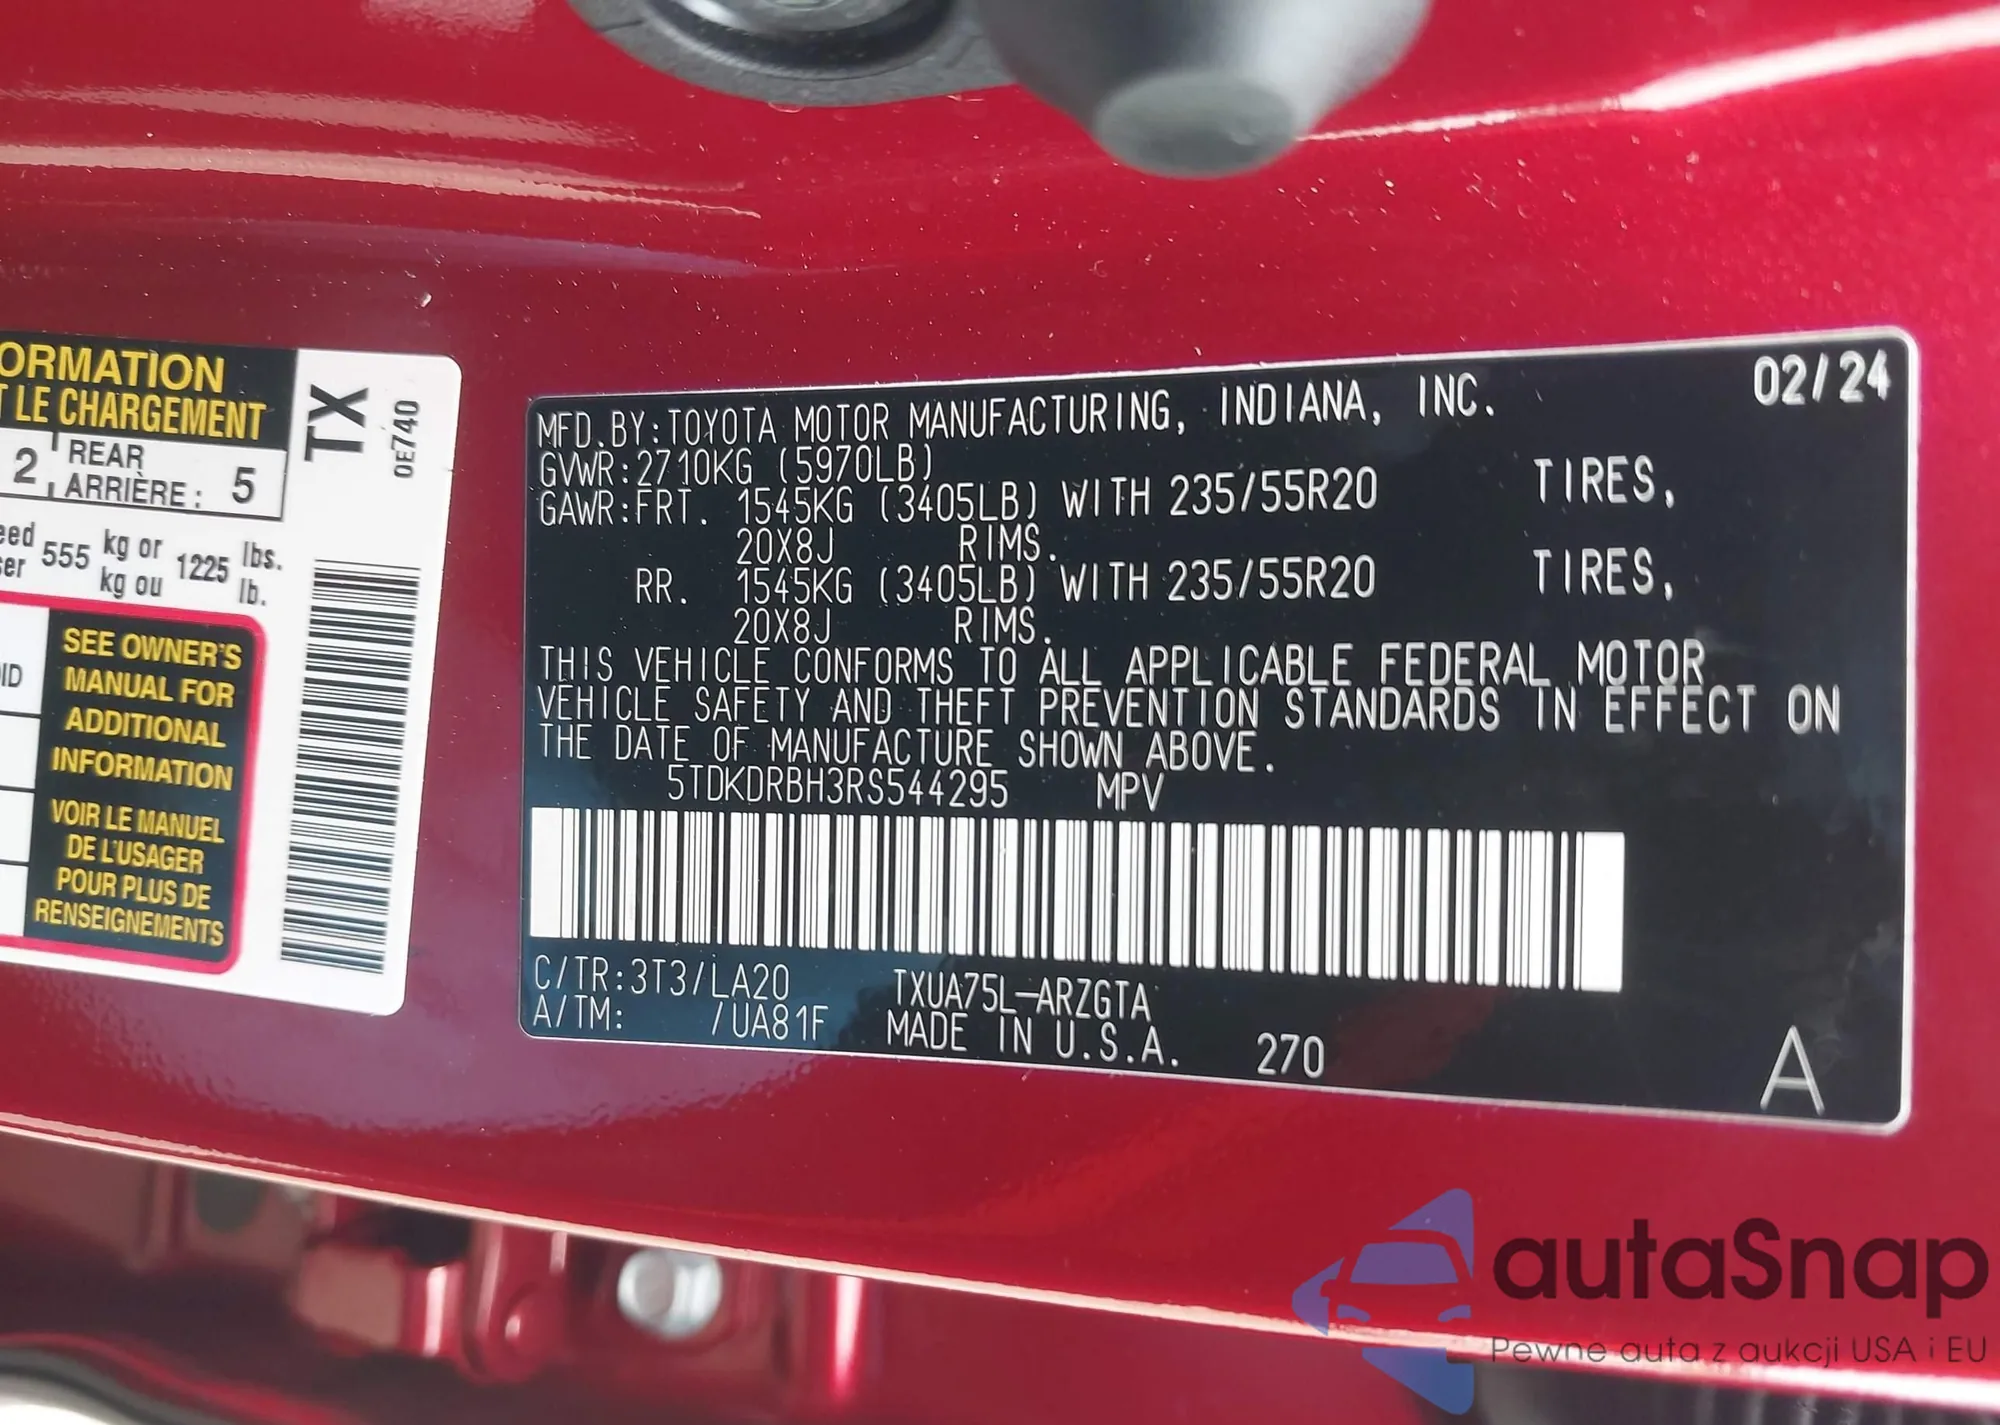 ORMATION
T LE CHARGEMENT
2 REAR
ARRIÈRE : 5
555 kg or 1225 lbs.
kg ou lb.
TX
0E740
SEE OWNER'S
MANUAL FOR
ADDITIONAL
INFORMATION
VOIR LE MANUEL
DE L'USAGER
POUR PLUS DE
RENSEIGNEMENTS
02/24
MFD.BY:TOYOTA MOTOR MANUFACTURING, INDIANA, INC.
GVWR:2710KG (5970LB)
GAWR:FRT. 1545KG (3405LB) WITH 235/55R20 TIRES,
20X8J RIMS.
RR. 1545KG (3405LB) WITH 235/55R20 TIRES,
20X8J RIMS.
THIS VEHICLE CONFORMS TO ALL APPLICABLE FEDERAL MOTOR
VEHICLE SAFETY AND THEFT PREVENTION STANDARDS IN EFFECT ON
THE DATE OF MANUFACTURE SHOWN ABOVE.
5TDKDRBH3RS544295 MPV
C/TR:3T3/LA20 TXUA75L-ARZGTA
A/TM: /UA81F MADE IN U.S.A. 270
A
autaSnap
Pewne auta z aukcji USA i EU